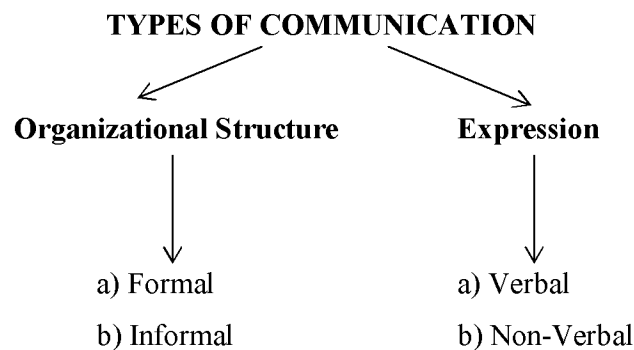 TYPES OF COMMUNICATION
Organizational Structure
Expression
a) Formal
b) Informal
a) Verbal
b) Non-Verbal